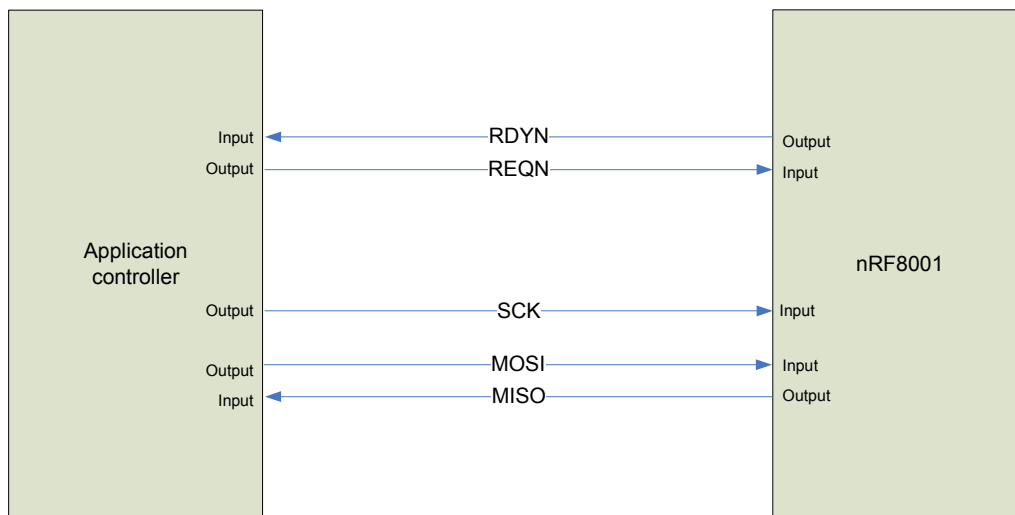 Input
RDYN
Output
Output
REQN
Input
Application
controller
nRF8001
Output
SCK
Input
Output
MOSI
Input
Input
MISO
Output